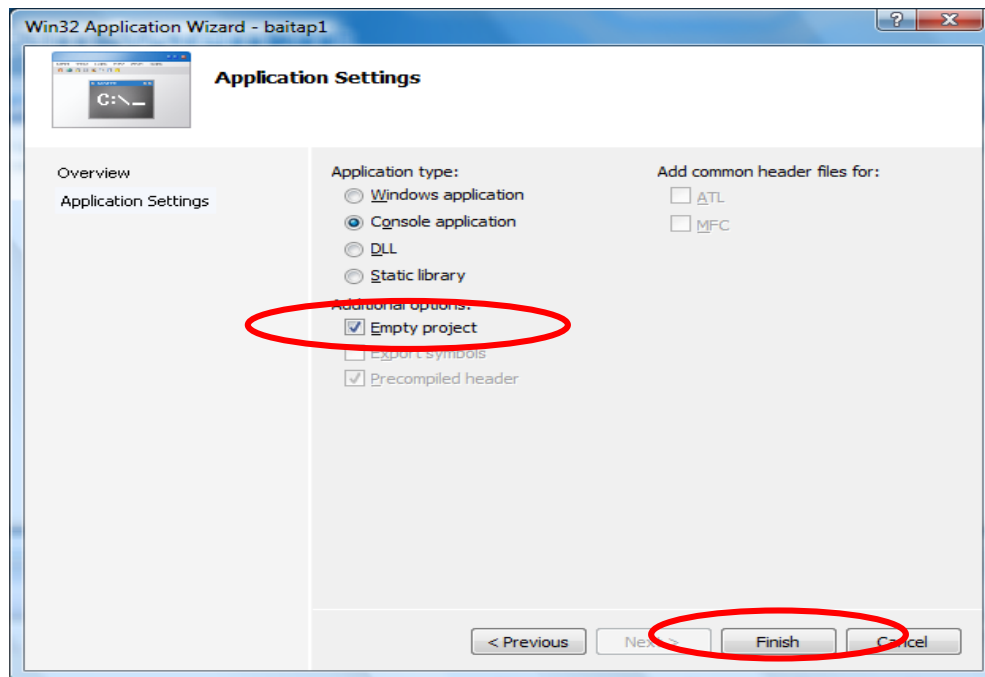 Win32 Application Wizard - baitap1
C:\_
Application Settings
Overview
Application Settings
Application type:
Windows application
Console application
DLL
Static library
Additional options:
Empty project
Export symbols
Precompiled header
Add common header files for:
ATL
MFC
< Previous
Next >
Finish
Cancel